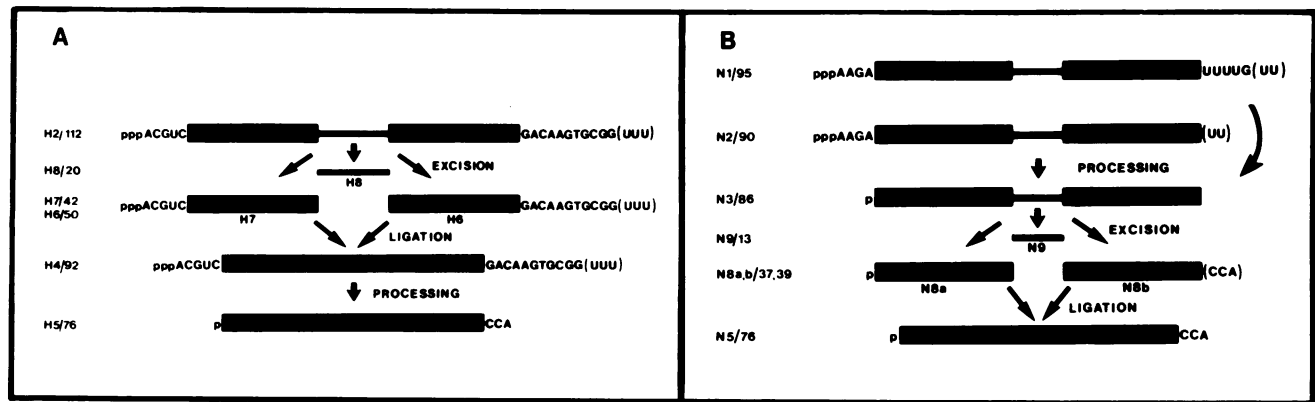 A
H2/112 pppACGUC GACAAGTGCGG(UUU)
EXCISION
H8/20 H8
H7/42 pppACGUC GACAAGTGCGG(UUU)
H6/50 H7 H6
LIGATION
H4/92 pppACGUC GACAAGTGCGG(UUU)
PROCESSING
H5/76 p CCA
B
N1/95 pppAAGA UUUUG(UU)
N2/90 pppAAGA (UU)
PROCESSING
N3/86 p
EXCISION
N9/13 N9
N8a,b/37,39 p (CCA)
N8a N8b
LIGATION
N5/76 p CCA